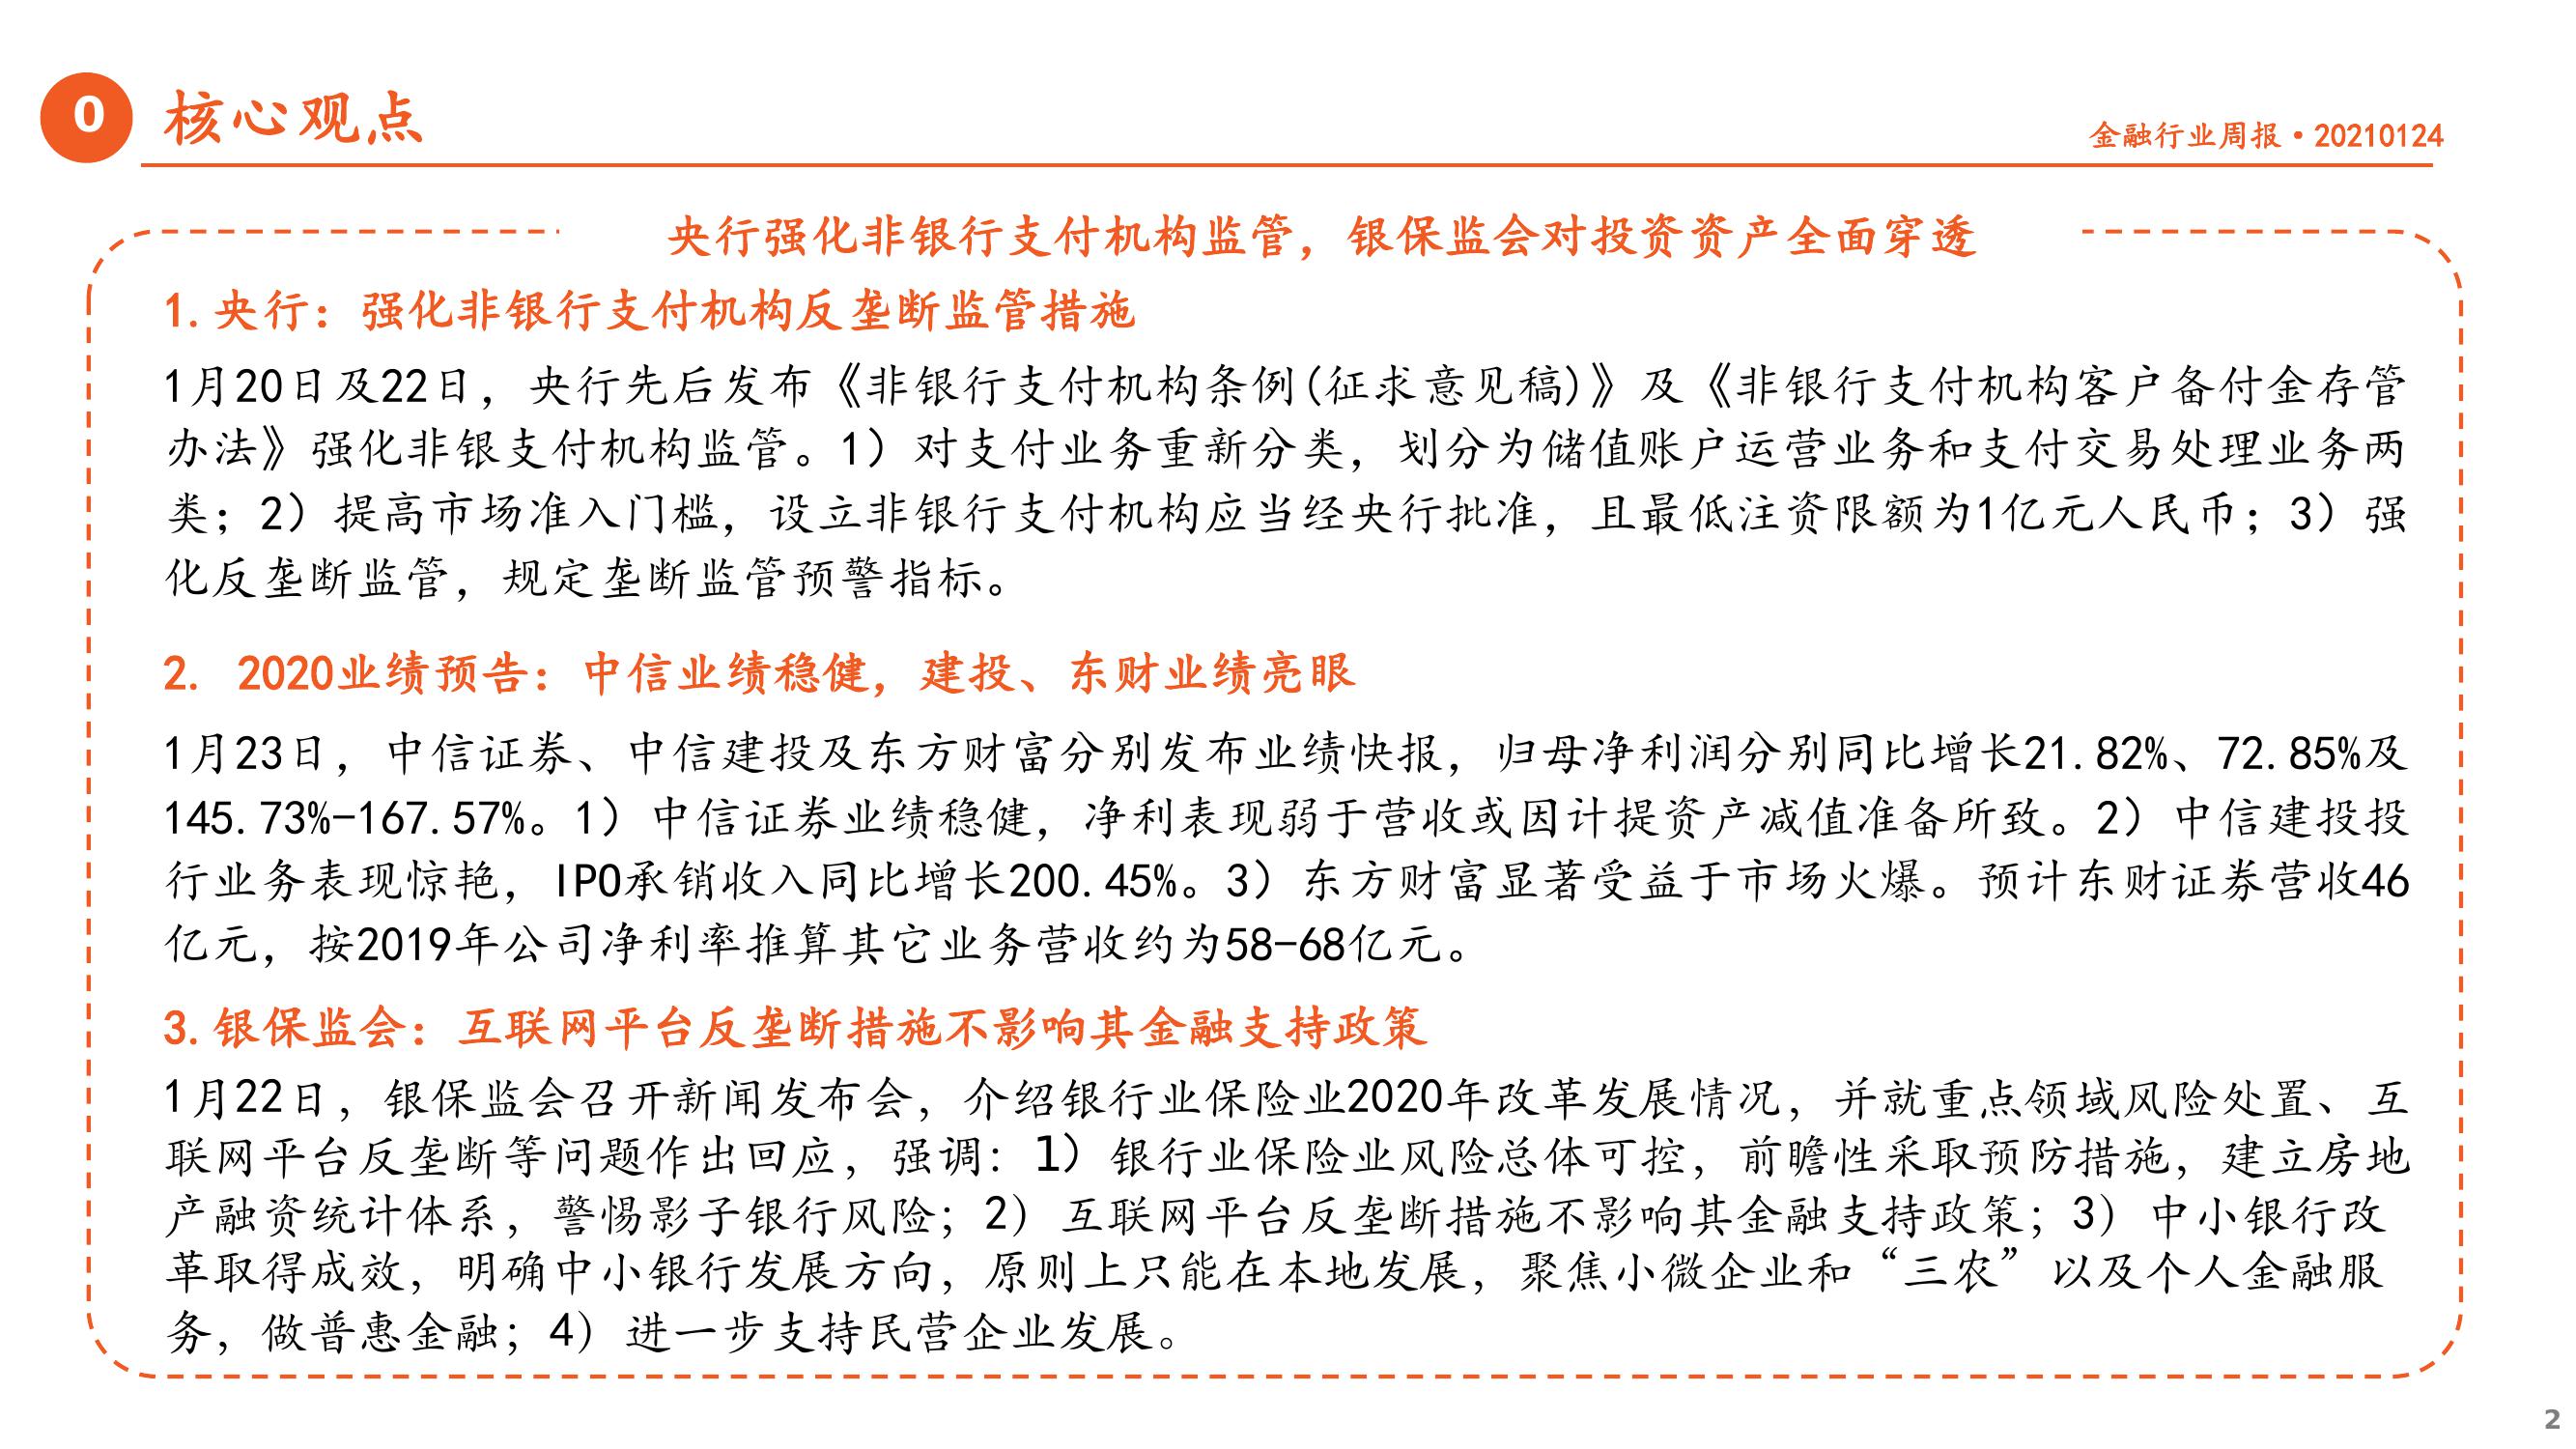 0
核心观点
金融行业周报•20210124
央行强化非银行支付机构监管，银保监会对投资资产全面穿透
1.央行：强化非银行支付机构反垄断监管措施
1月20日及22日，央行先后发布《非银行支付机构条例(征求意见稿)》及《非银行支付机构客户备付金存管
办法》强化非银支付机构监管。1）对支付业务重新分类，划分为储值账户运营业务和支付交易处理业务两
类；2）提高市场准入门槛，设立非银行支付机构应当经央行批准，且最低注资限额为1亿元人民币；3）强
化反垄断监管，规定垄断监管预警指标。
2. 2020业绩预告：中信业绩稳健，建投、东财业绩亮眼
1月23日，中信证券、中信建投及东方财富分别发布业绩快报，归母净利润分别同比增长21.82%、72.85%及
145.73%-167.57%。1）中信证券业绩稳健，净利表现弱于营收或因计提资产减值准备所致。2）中信建投投
行业务表现惊艳，IPO承销收入同比增长200.45%。3）东方财富显著受益于市场火爆。预计东财证券营收46
亿元，按2019年公司净利率推算其它业务营收约为58-68亿元。
3.银保监会：互联网平台反垄断措施不影响其金融支持政策
1月22日，银保监会召开新闻发布会，介绍银行业保险业2020年改革发展情况，并就重点领域风险处置、互
联网平台反垄断等问题作出回应，强调：1）银行业保险业风险总体可控，前瞻性采取预防措施，建立房地
产融资统计体系，警惕影子银行风险；2）互联网平台反垄断措施不影响其金融支持政策；3）中小银行改
革取得成效，明确中小银行发展方向，原则上只能在本地发展，聚焦小微企业和“三农”以及个人金融服
务，做普惠金融；4）进一步支持民营企业发展。
2